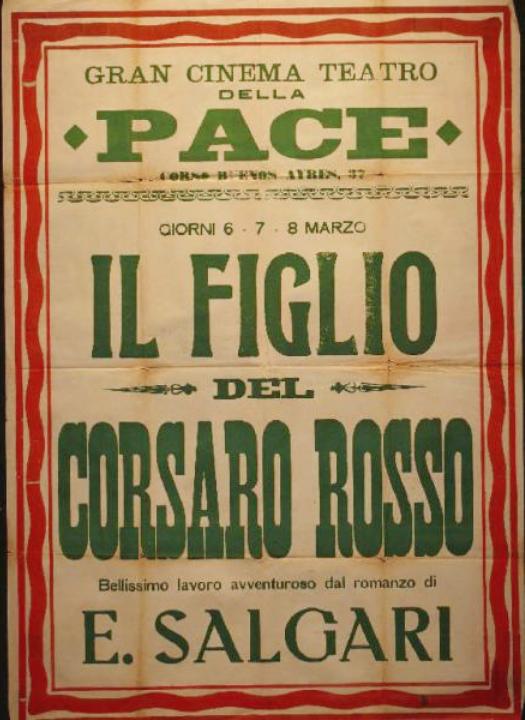 GRAN CINEMA TEATRO
DELLA
PACE
CORSO BUENOS AYRES, 37
GIORNI 6 - 7 - 8 MARZO
IL FIGLIO
DEL
CORSARO ROSSO
Bellissimo lavoro avventuroso dal romanzo di
E. SALGARI